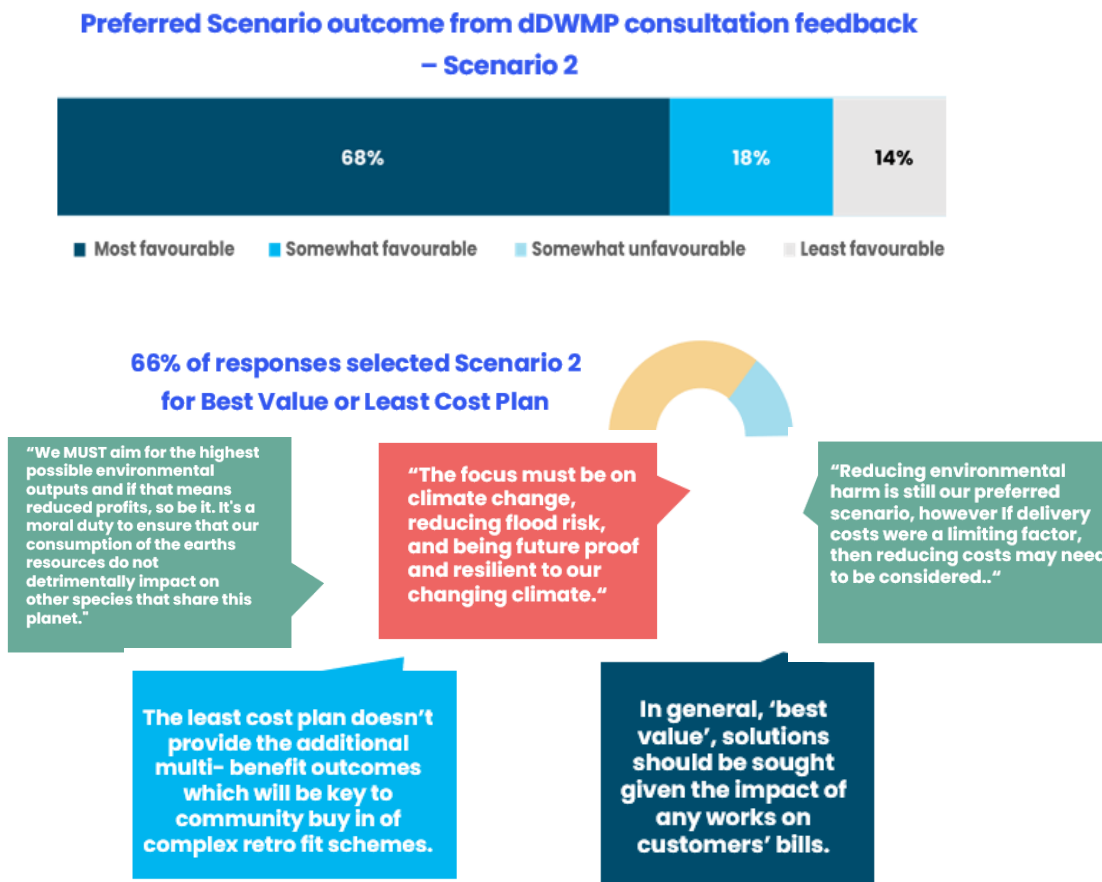 Preferred Scenario outcome from dDWMP consultation feedback
– Scenario 2
68%
18%
14%
Most favourable
Somewhat favourable
Somewhat unfavourable
Least favourable
66% of responses selected Scenario 2
for Best Value or Least Cost Plan
“We MUST aim for the highest
possible environmental
outputs and if that means
reduced profits, so be it. It's a
moral duty to ensure that our
consumption of the earths
resources do not
detrimentally impact on
other species that share this
planet."
“The focus must be on
climate change,
reducing flood risk,
and being future proof
and resilient to our
changing climate.“
“Reducing environmental
harm is still our preferred
scenario, however If delivery
costs were a limiting factor,
then reducing costs may need
to be considered..“
The least cost plan doesn’t
provide the additional
multi- benefit outcomes
which will be key to
community buy in of
complex retro fit schemes.
In general, ‘best
value’, solutions
should be sought
given the impact of
any works on
customers’ bills.